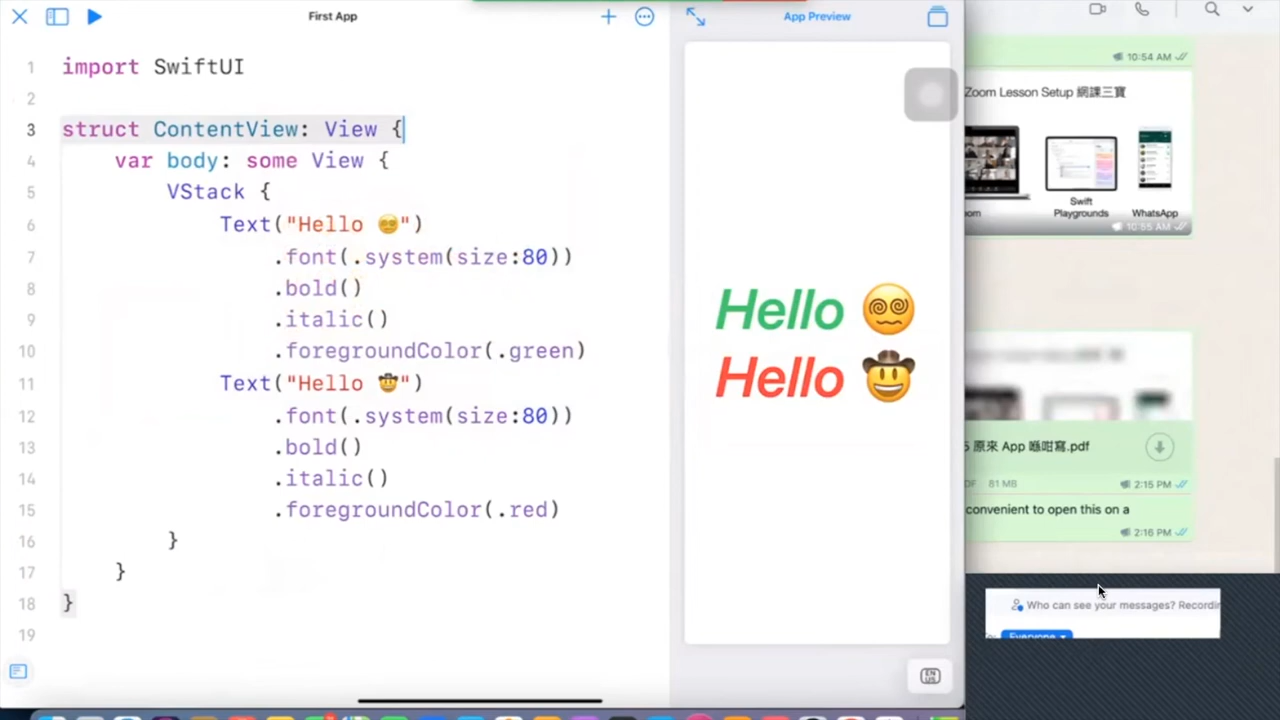 First App
1 import SwiftUI
2
3 struct ContentView: View {
4 var body: some View {
5 VStack {
6 Text("Hello 😵‍💫")
7 .font(.system(size:80))
8 .bold()
9 .italic()
10 .foregroundColor(.green)
11 Text("Hello 🤠")
12 .font(.system(size:80))
13 .bold()
14 .italic()
15 .foregroundColor(.red)
16 }
17 }
18 }
19
App Preview
Hello 😵‍💫
Hello 🤠
EN
US
10:54 AM
Zoom Lesson Setup 網課三寶
Swift
Playgrounds
WhatsApp
10:55 AM
原來 App 喺咁寫.pdf
81 MB
2:15 PM
convenient to open this on a
2:16 PM
Who can see your messages?
Everyone